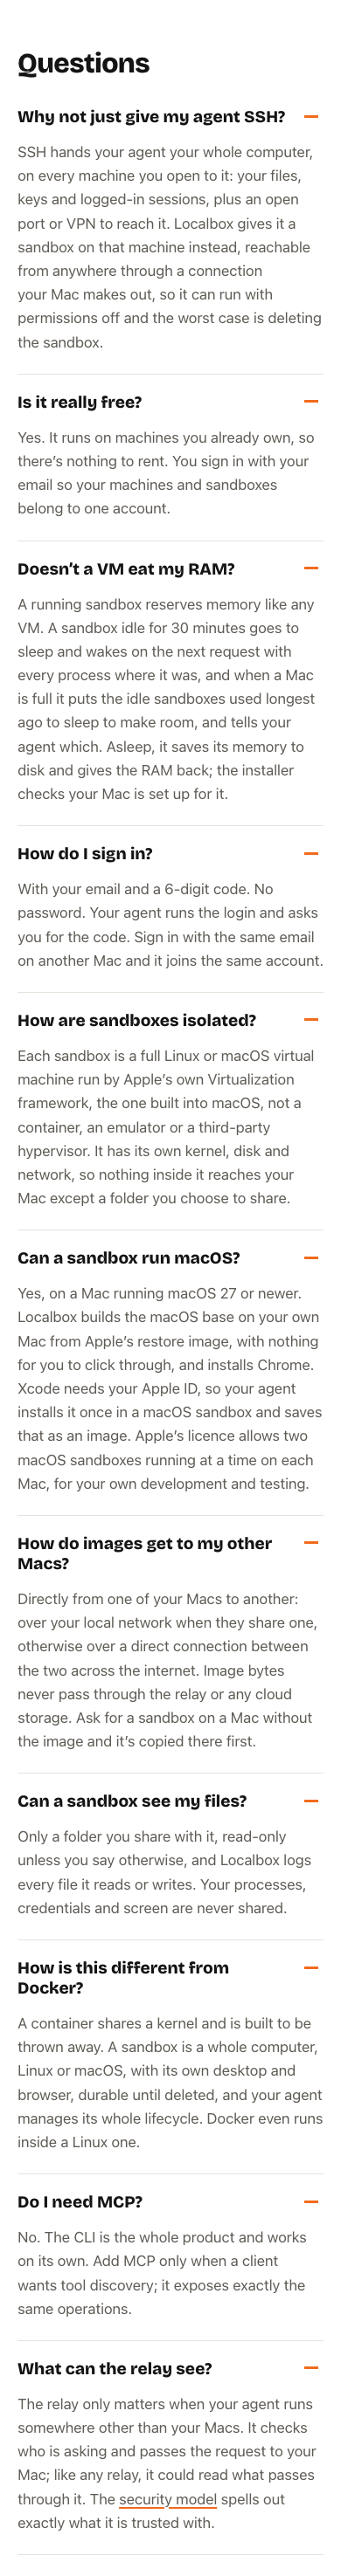 Questions
Why not just give my agent SSH?
SSH hands your agent your whole computer,
on every machine you open to it: your files,
keys and logged-in sessions, plus an open
port or VPN to reach it. Localbox gives it a
sandbox on that machine instead, reachable
from anywhere through a connection
your Mac makes out, so it can run with
permissions off and the worst case is deleting
the sandbox.
Is it really free?
Yes. It runs on machines you already own, so
there’s nothing to rent. You sign in with your
email so your machines and sandboxes
belong to one account.
Doesn’t a VM eat my RAM?
A running sandbox reserves memory like any
VM. A sandbox idle for 30 minutes goes to
sleep and wakes on the next request with
every process where it was, and when a Mac
is full it puts the idle sandboxes used longest
ago to sleep to make room, and tells your
agent which. Asleep, it saves its memory to
disk and gives the RAM back; the installer
checks your Mac is set up for it.
How do I sign in?
With your email and a 6-digit code. No
password. Your agent runs the login and asks
you for the code. Sign in with the same email
on another Mac and it joins the same account.
How are sandboxes isolated?
Each sandbox is a full Linux or macOS virtual
machine run by Apple’s own Virtualization
framework, the one built into macOS, not a
container, an emulator or a third-party
hypervisor. It has its own kernel, disk and
network, so nothing inside it reaches your
Mac except a folder you choose to share.
Can a sandbox run macOS?
Yes, on a Mac running macOS 27 or newer.
Localbox builds the macOS base on your own
Mac from Apple’s restore image, with nothing
for you to click through, and installs Chrome.
Xcode needs your Apple ID, so your agent
installs it once in a macOS sandbox and saves
that as an image. Apple’s licence allows two
macOS sandboxes running at a time on each
Mac, for your own development and testing.
How do images get to my other
Macs?
Directly from one of your Macs to another:
over your local network when they share one,
otherwise over a direct connection between
the two across the internet. Image bytes
never pass through the relay or any cloud
storage. Ask for a sandbox on a Mac without
the image and it’s copied there first.
Can a sandbox see my files?
Only a folder you share with it, read-only
unless you say otherwise, and Localbox logs
every file it reads or writes. Your processes,
credentials and screen are never shared.
How is this different from
Docker?
A container shares a kernel and is built to be
thrown away. A sandbox is a whole computer,
Linux or macOS, with its own desktop and
browser, durable until deleted, and your agent
manages its whole lifecycle. Docker even runs
inside a Linux one.
Do I need MCP?
No. The CLI is the whole product and works
on its own. Add MCP only when a client
wants tool discovery; it exposes exactly the
same operations.
What can the relay see?
The relay only matters when your agent runs
somewhere other than your Macs. It checks
who is asking and passes the request to your
Mac; like any relay, it could read what passes
through it. The security model spells out
exactly what it is trusted with.